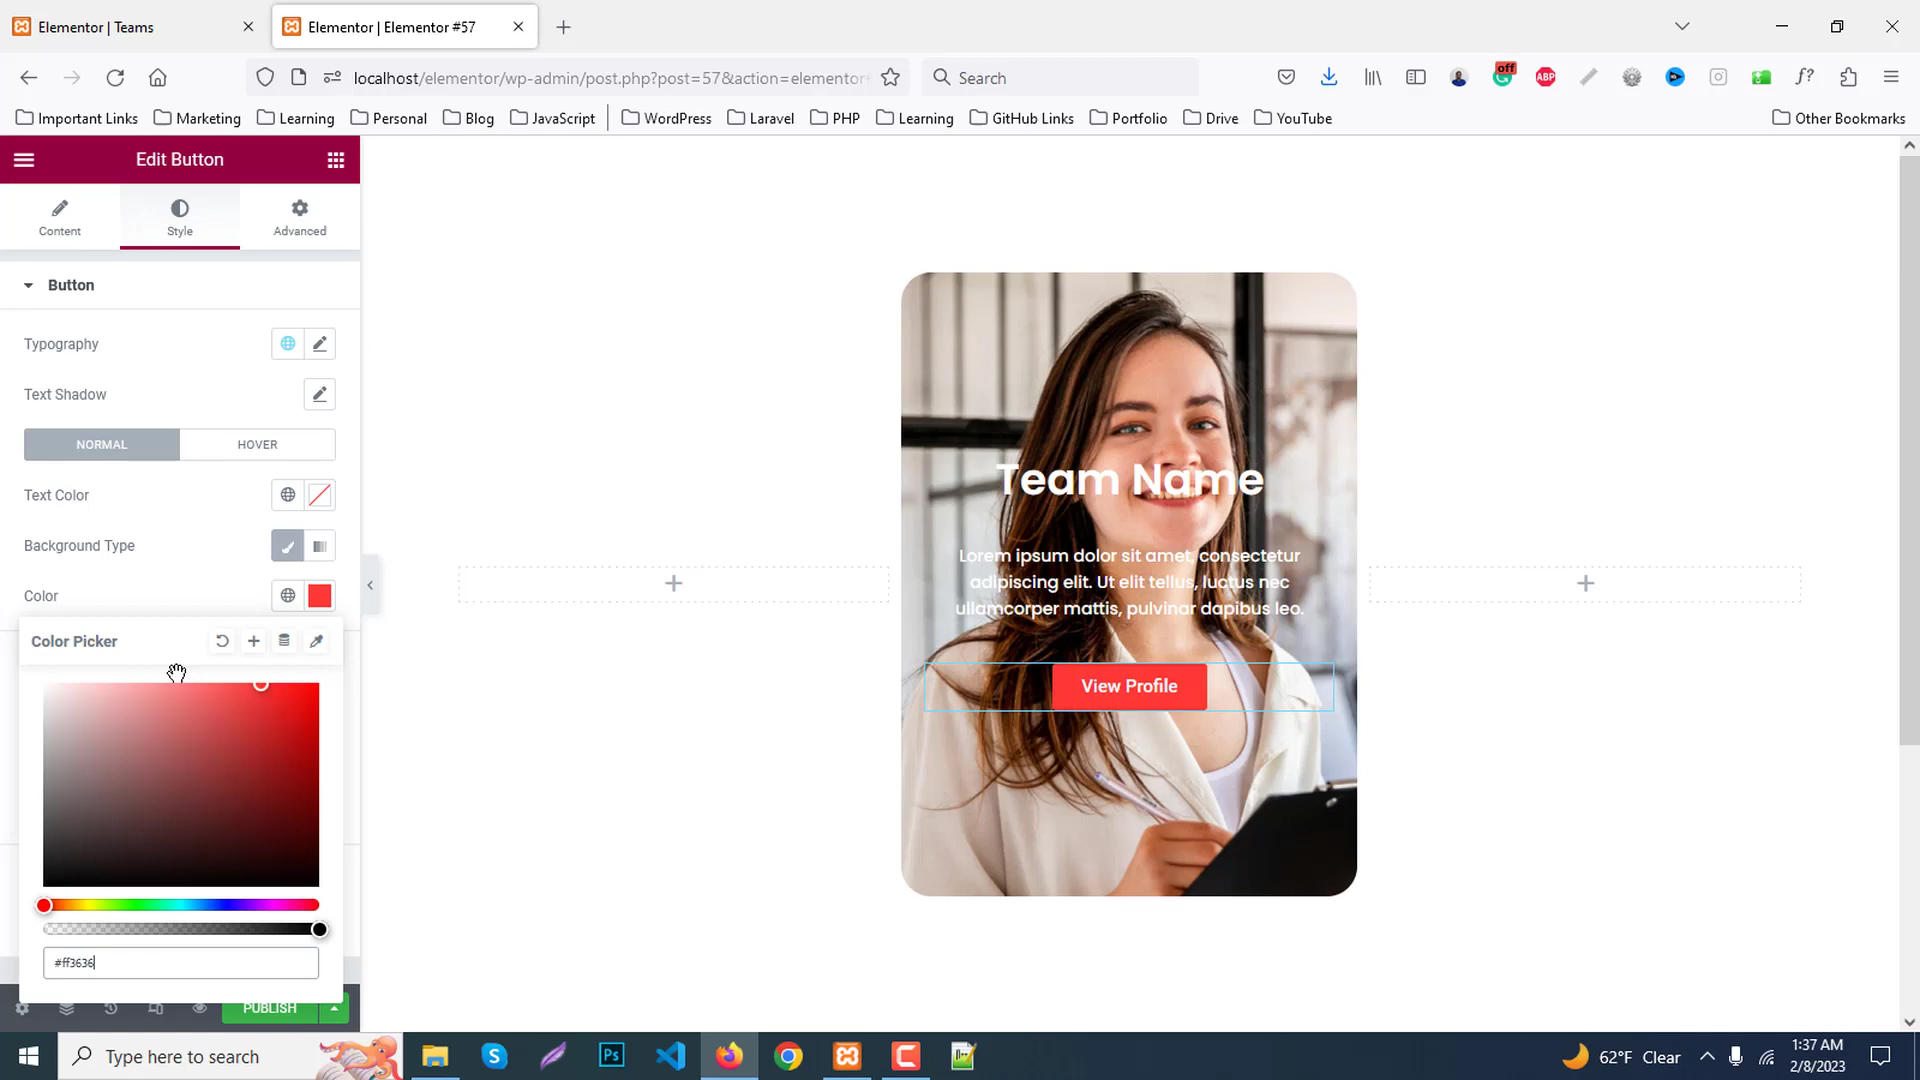 Elementor | Teams
Elementor | Elementor #57
localhost/elementor/wp-admin/post.php?post=57&action=elementor
Search
off
ABP
f?
Important Links
Marketing
Learning
Personal
Blog
JavaScript
WordPress
Laravel
PHP
Learning
GitHub Links
Portfolio
Drive
YouTube
Other Bookmarks
Edit Button
Content
Style
Advanced
Button
Typography
Text Shadow
NORMAL
HOVER
Text Color
Background Type
Color
Color Picker
#ff3636
PUBLISH
Team Name
Lorem ipsum dolor sit amet, consectetur
adipiscing elit. Ut elit tellus, luctus nec
ullamcorper mattis, pulvinar dapibus leo.
View Profile
Type here to search
Ps
62°F Clear
1:37 AM
2/8/2023